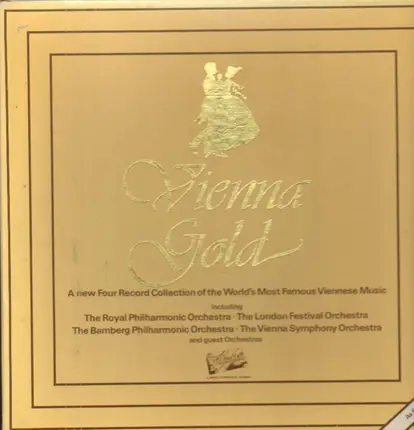 Vienna
Gold
A new Four Record Collection of the World's Most Famous Viennese Music
including
The Royal Philharmonic Orchestra · The London Festival Orchestra
The Bamberg Philharmonic Orchestra · The Vienna Symphony Orchestra
and guest Orchestras